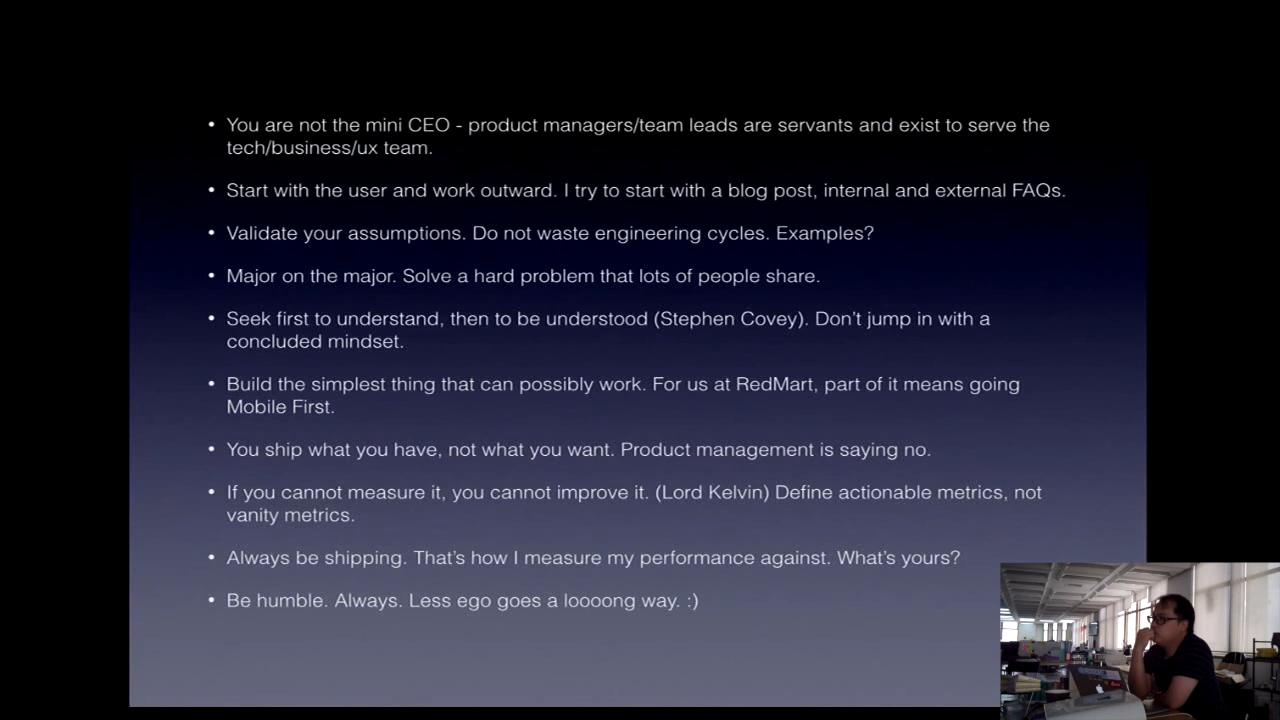 • You are not the mini CEO - product managers/team leads are servants and exist to serve the
tech/business/ux team.
• Start with the user and work outward. I try to start with a blog post, internal and external FAQs.
• Validate your assumptions. Do not waste engineering cycles. Examples?
• Major on the major. Solve a hard problem that lots of people share.
• Seek first to understand, then to be understood (Stephen Covey). Don't jump in with a
concluded mindset.
• Build the simplest thing that can possibly work. For us at RedMart, part of it means going
Mobile First.
• You ship what you have, not what you want. Product management is saying no.
• If you cannot measure it, you cannot improve it. (Lord Kelvin) Define actionable metrics, not
vanity metrics.
• Always be shipping. That's how I measure my performance against. What's yours?
• Be humble. Always. Less ego goes a loooong way. :)